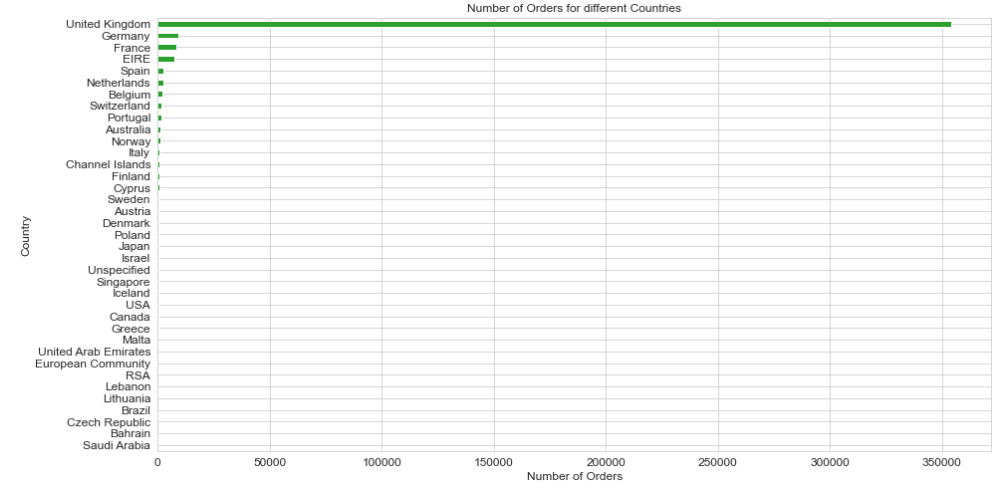 Number of Orders for different Countries
United Kingdom
Germany
France
EIRE
Spain
Netherlands
Belgium
Switzerland
Portugal
Australia
Norway
Italy
Channel Islands
Finland
Cyprus
Sweden
Austria
Denmark
Poland
Japan
Israel
Unspecified
Singapore
Iceland
USA
Canada
Greece
Malta
United Arab Emirates
European Community
RSA
Lebanon
Lithuania
Brazil
Czech Republic
Bahrain
Saudi Arabia
Country
0 50000 100000 150000 200000 250000 300000 350000
Number of Orders